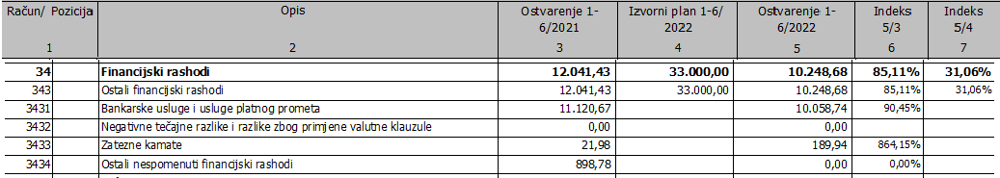 Račun/ Pozicija Opis Ostvarenje 1-6/2021 Izvorni plan 1-6/2022 Ostvarenje 1-6/2022 Indeks 5/3 Indeks 5/4
1 2 3 4 5 6 7
34 Financijski rashodi 12.041,43 33.000,00 10.248,68 85,11% 31,06%
343 Ostali financijski rashodi 12.041,43 33.000,00 10.248,68 85,11% 31,06%
3431 Bankarske usluge i usluge platnog prometa 11.120,67 10.058,74 90,45%
3432 Negativne tečajne razlike i razlike zbog primjene valutne klauzule 0,00 0,00
3433 Zatezne kamate 21,98 189,94 864,15%
3434 Ostali nespomenuti financijski rashodi 898,78 0,00 0,00%